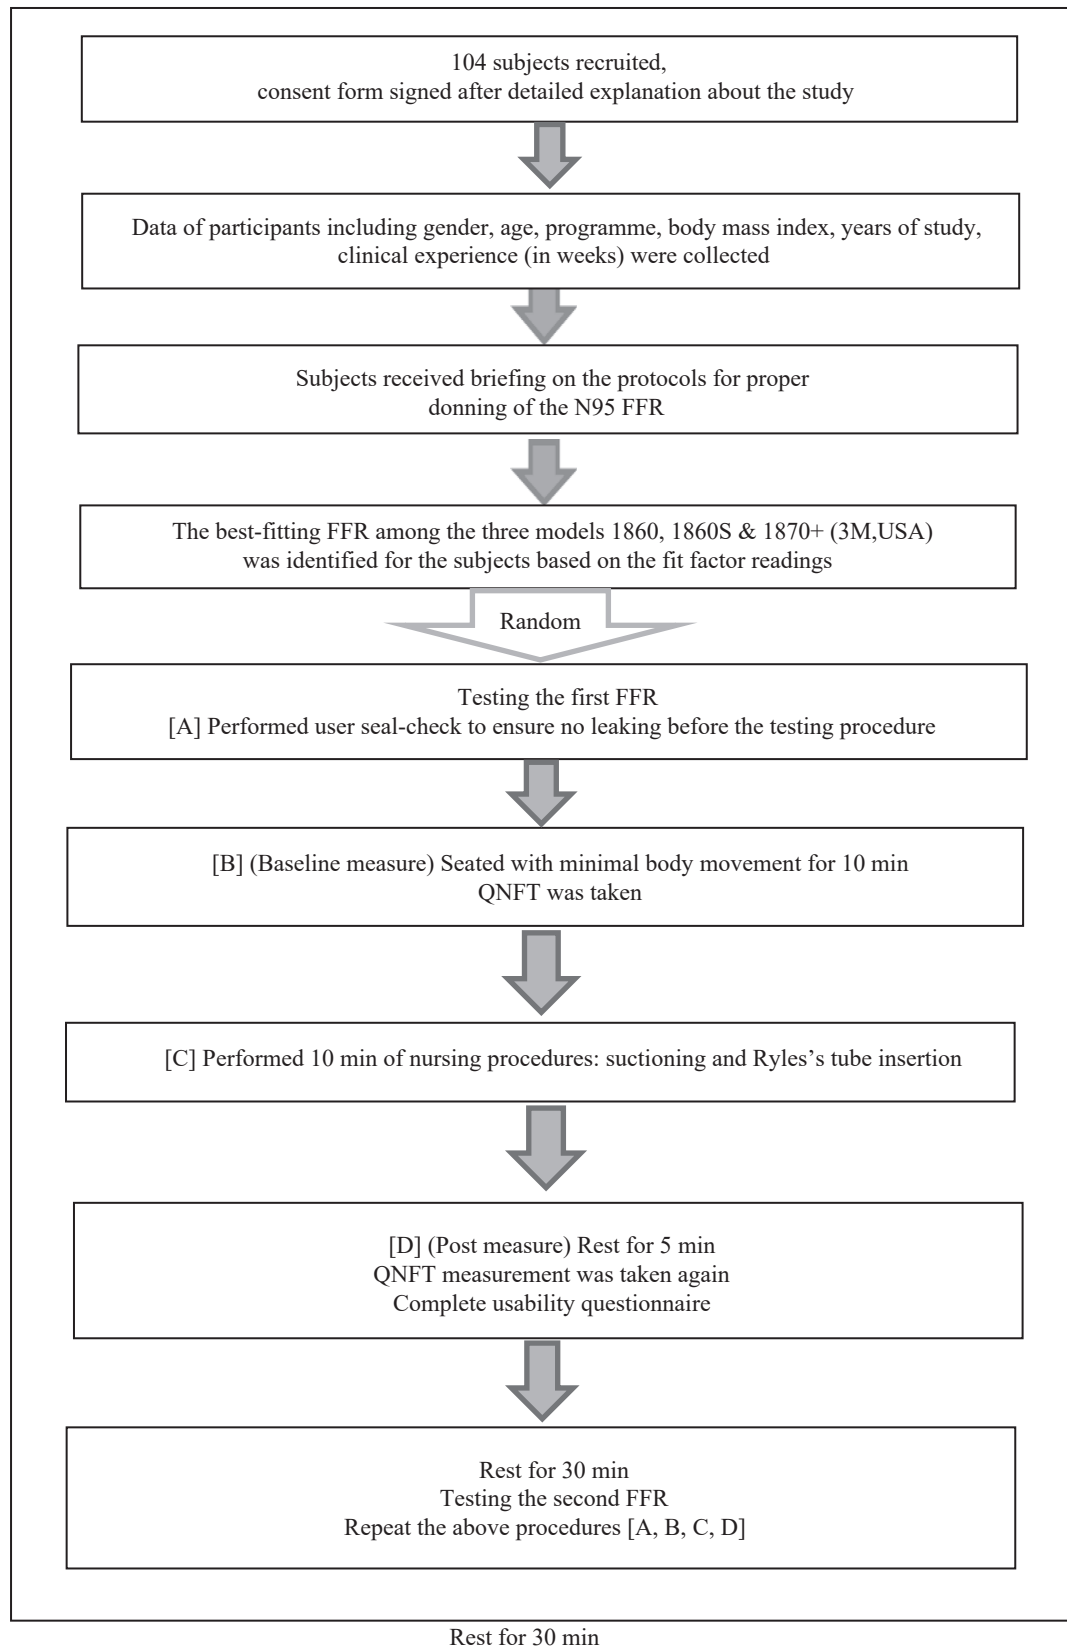 104 subjects recruited,
consent form signed after detailed explanation about the study
Data of participants including gender, age, programme, body mass index, years of study,
clinical experience (in weeks) were collected
Subjects received briefing on the protocols for proper
donning of the N95 FFR
The best-fitting FFR among the three models 1860, 1860S & 1870+ (3M,USA)
was identified for the subjects based on the fit factor readings
Random
Testing the first FFR
[A] Performed user seal-check to ensure no leaking before the testing procedure
[B] (Baseline measure) Seated with minimal body movement for 10 min
QNFT was taken
[C] Performed 10 min of nursing procedures: suctioning and Ryles's tube insertion
[D] (Post measure) Rest for 5 min
QNFT measurement was taken again
Complete usability questionnaire
Rest for 30 min
Testing the second FFR
Repeat the above procedures [A, B, C, D]
Rest for 30 min